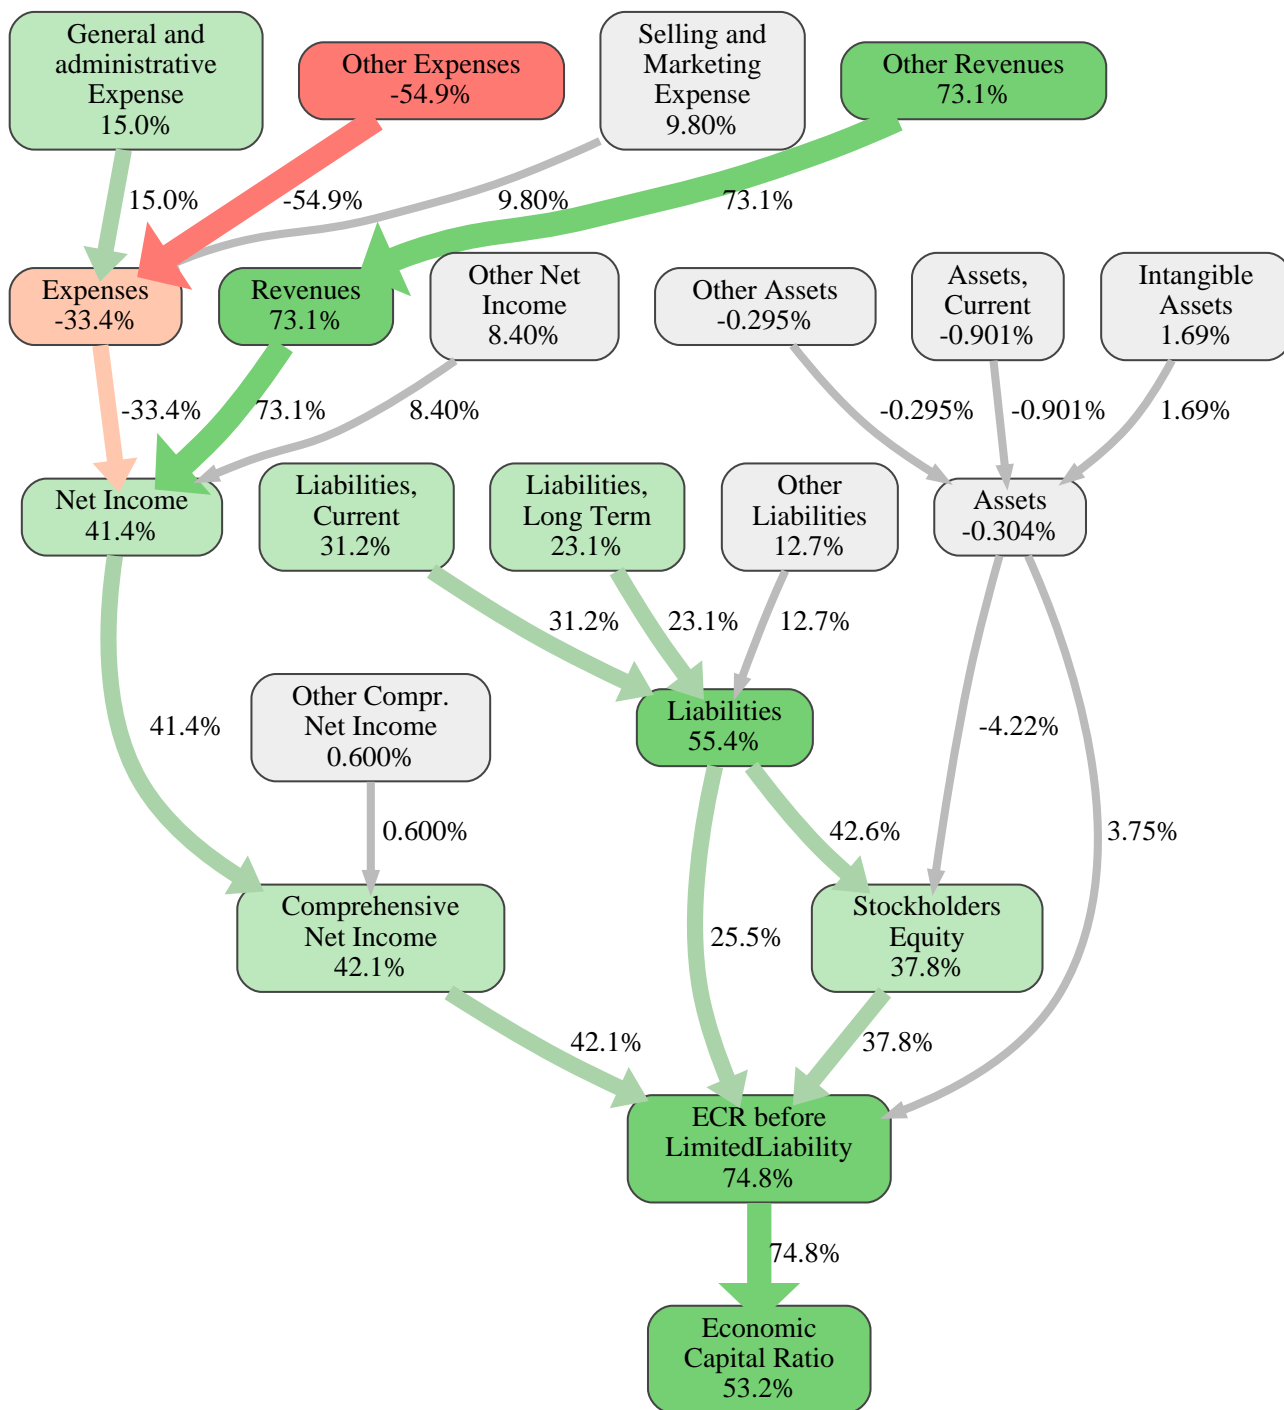 General and
administrative
Expense
15.0%
Other Expenses
-54.9%
Selling and
Marketing
Expense
9.80%
Other Revenues
73.1%
15.0%
-54.9%
9.80%
73.1%
Expenses
-33.4%
Revenues
73.1%
Other Net
Income
8.40%
Other Assets
-0.295%
Assets,
Current
-0.901%
Intangible
Assets
1.69%
-33.4%
73.1%
8.40%
-0.295%
-0.901%
1.69%
Net Income
41.4%
Liabilities,
Current
31.2%
Liabilities,
Long Term
23.1%
Other
Liabilities
12.7%
Assets
-0.304%
31.2%
23.1%
12.7%
41.4%
Other Compr.
Net Income
0.600%
Liabilities
55.4%
-4.22%
0.600%
42.6%
3.75%
Comprehensive
Net Income
42.1%
25.5%
Stockholders
Equity
37.8%
42.1%
37.8%
ECR before
LimitedLiability
74.8%
74.8%
Economic
Capital Ratio
53.2%